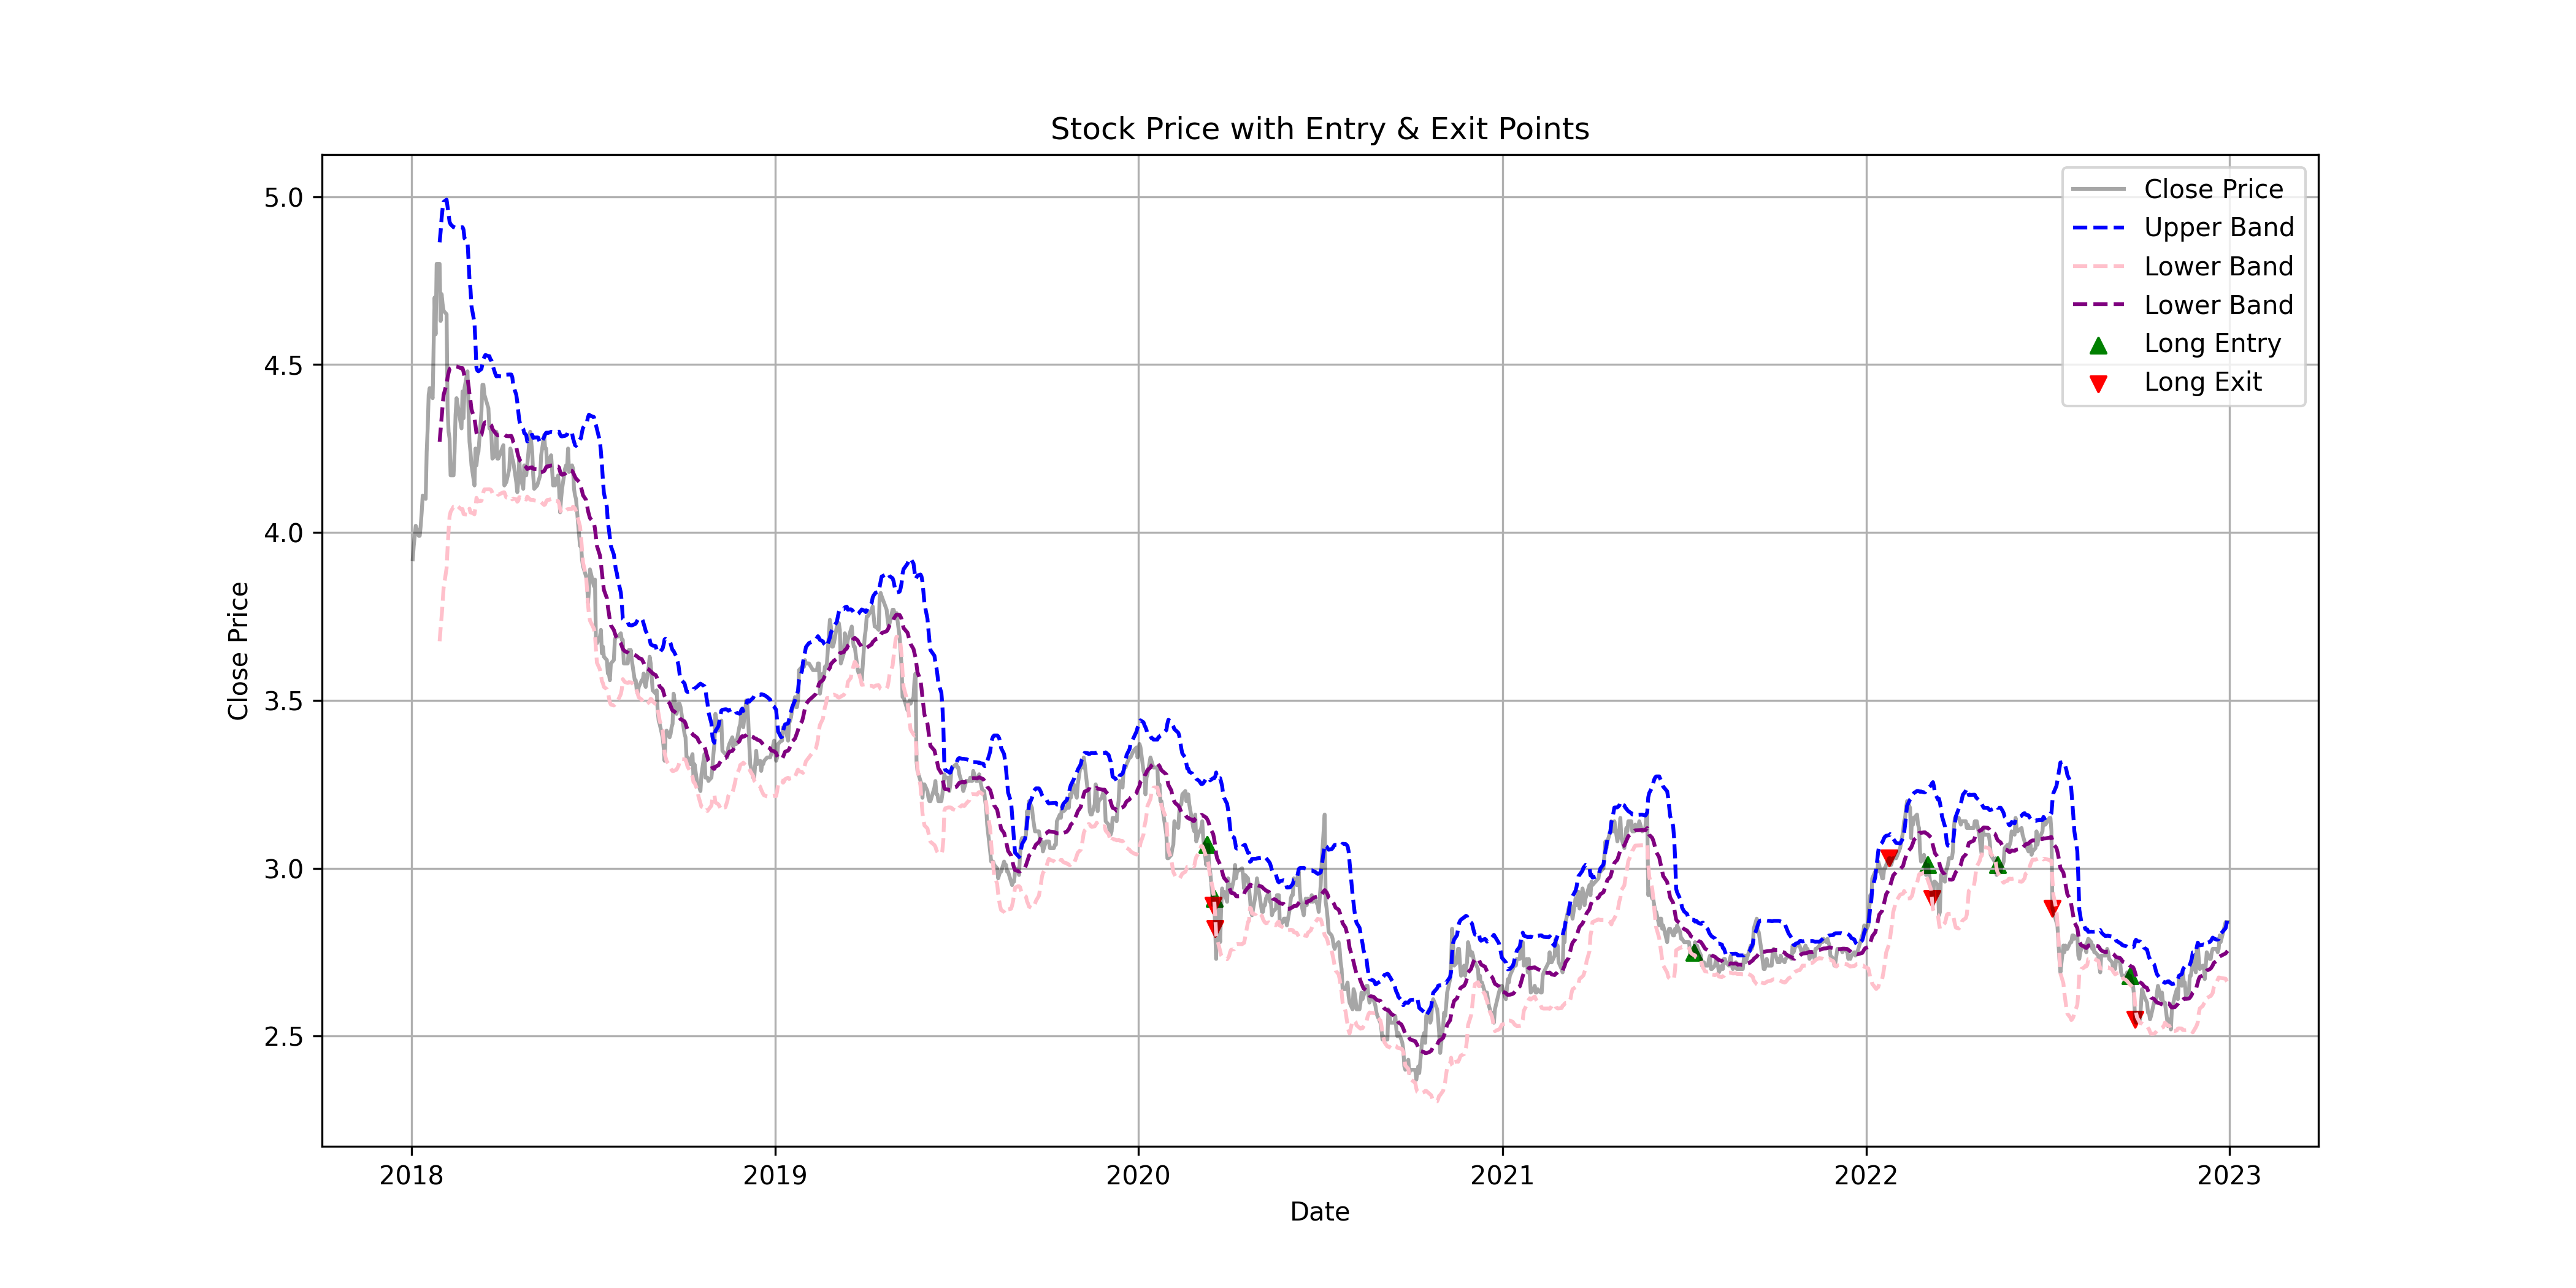 Stock Price with Entry & Exit Points
Close Price
5.0
4.5
4.0
3.5
3.0
2.5
Close Price
Upper Band
Lower Band
Lower Band
Long Entry
Long Exit
2018
2019
2020
2021
2022
2023
Date